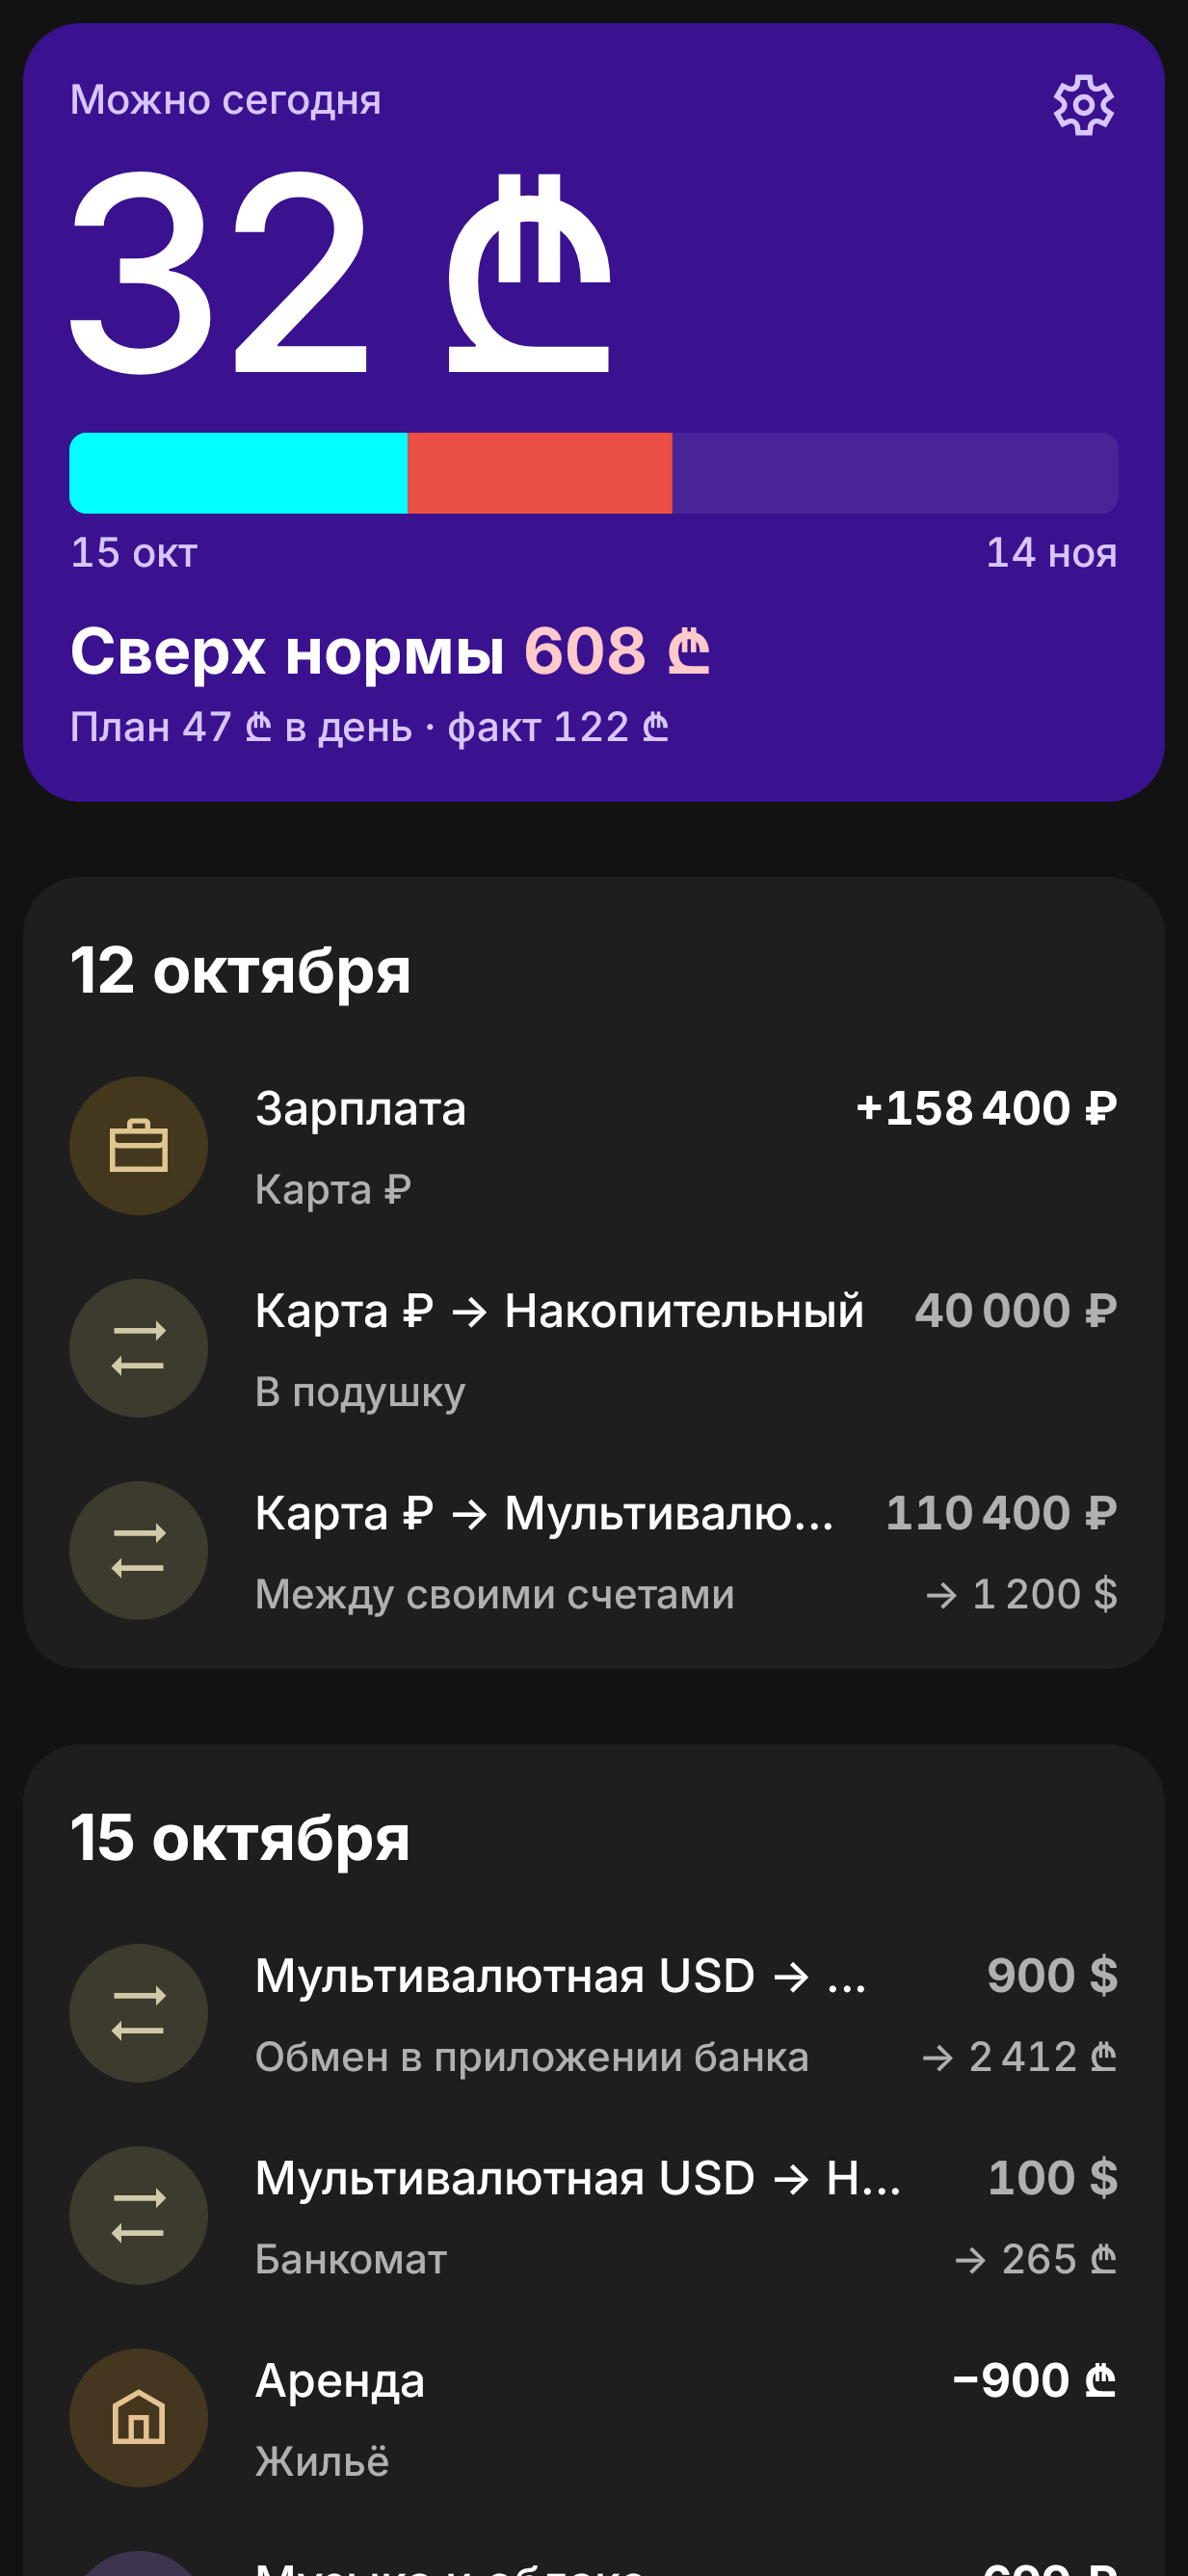 Можно сегодня
32 ₾
15 окт 14 ноя
Сверх нормы 608 ₾
План 47 ₾ в день · факт 122 ₾
12 октября
Зарплата +158 400 ₽
Карта ₽
Карта ₽ → Накопительный 40 000 ₽
В подушку
Карта ₽ → Мультивалю... 110 400 ₽
Между своими счетами → 1 200 $
15 октября
Мультивалютная USD → ... 900 $
Обмен в приложении банка → 2 412 ₾
Мультивалютная USD → Н... 100 $
Банкомат → 265 ₾
Аренда −900 ₾
Жильё